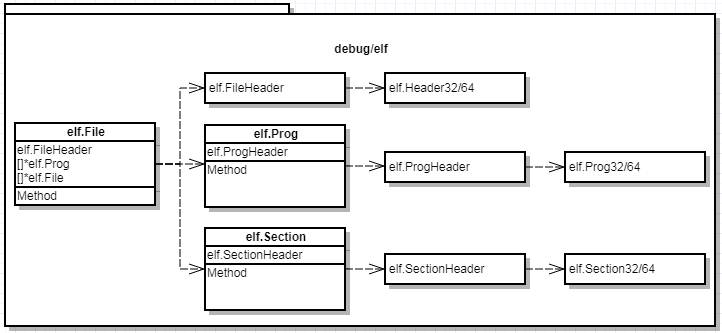 debug/elf
elf.FileHeader
elf.Header32/64
elf.File
elf.FileHeader
[]*elf.Prog
[]*elf.File
Method
elf.Prog
elf.ProgHeader
Method
elf.ProgHeader
elf.Prog32/64
elf.Section
elf.SectionHeader
Method
elf.SectionHeader
elf.Section32/64